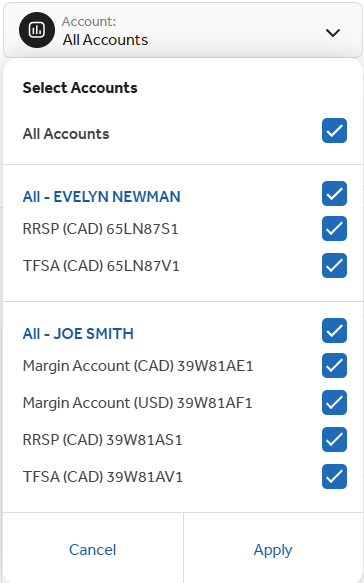 Account:
All Accounts
Select Accounts
All Accounts
All - EVELYN NEWMAN
RRSP (CAD) 65LN87S1
TFSA (CAD) 65LN87V1
All - JOE SMITH
Margin Account (CAD) 39W81AE1
Margin Account (USD) 39W81AF1
RRSP (CAD) 39W81AS1
TFSA (CAD) 39W81AV1
Cancel
Apply